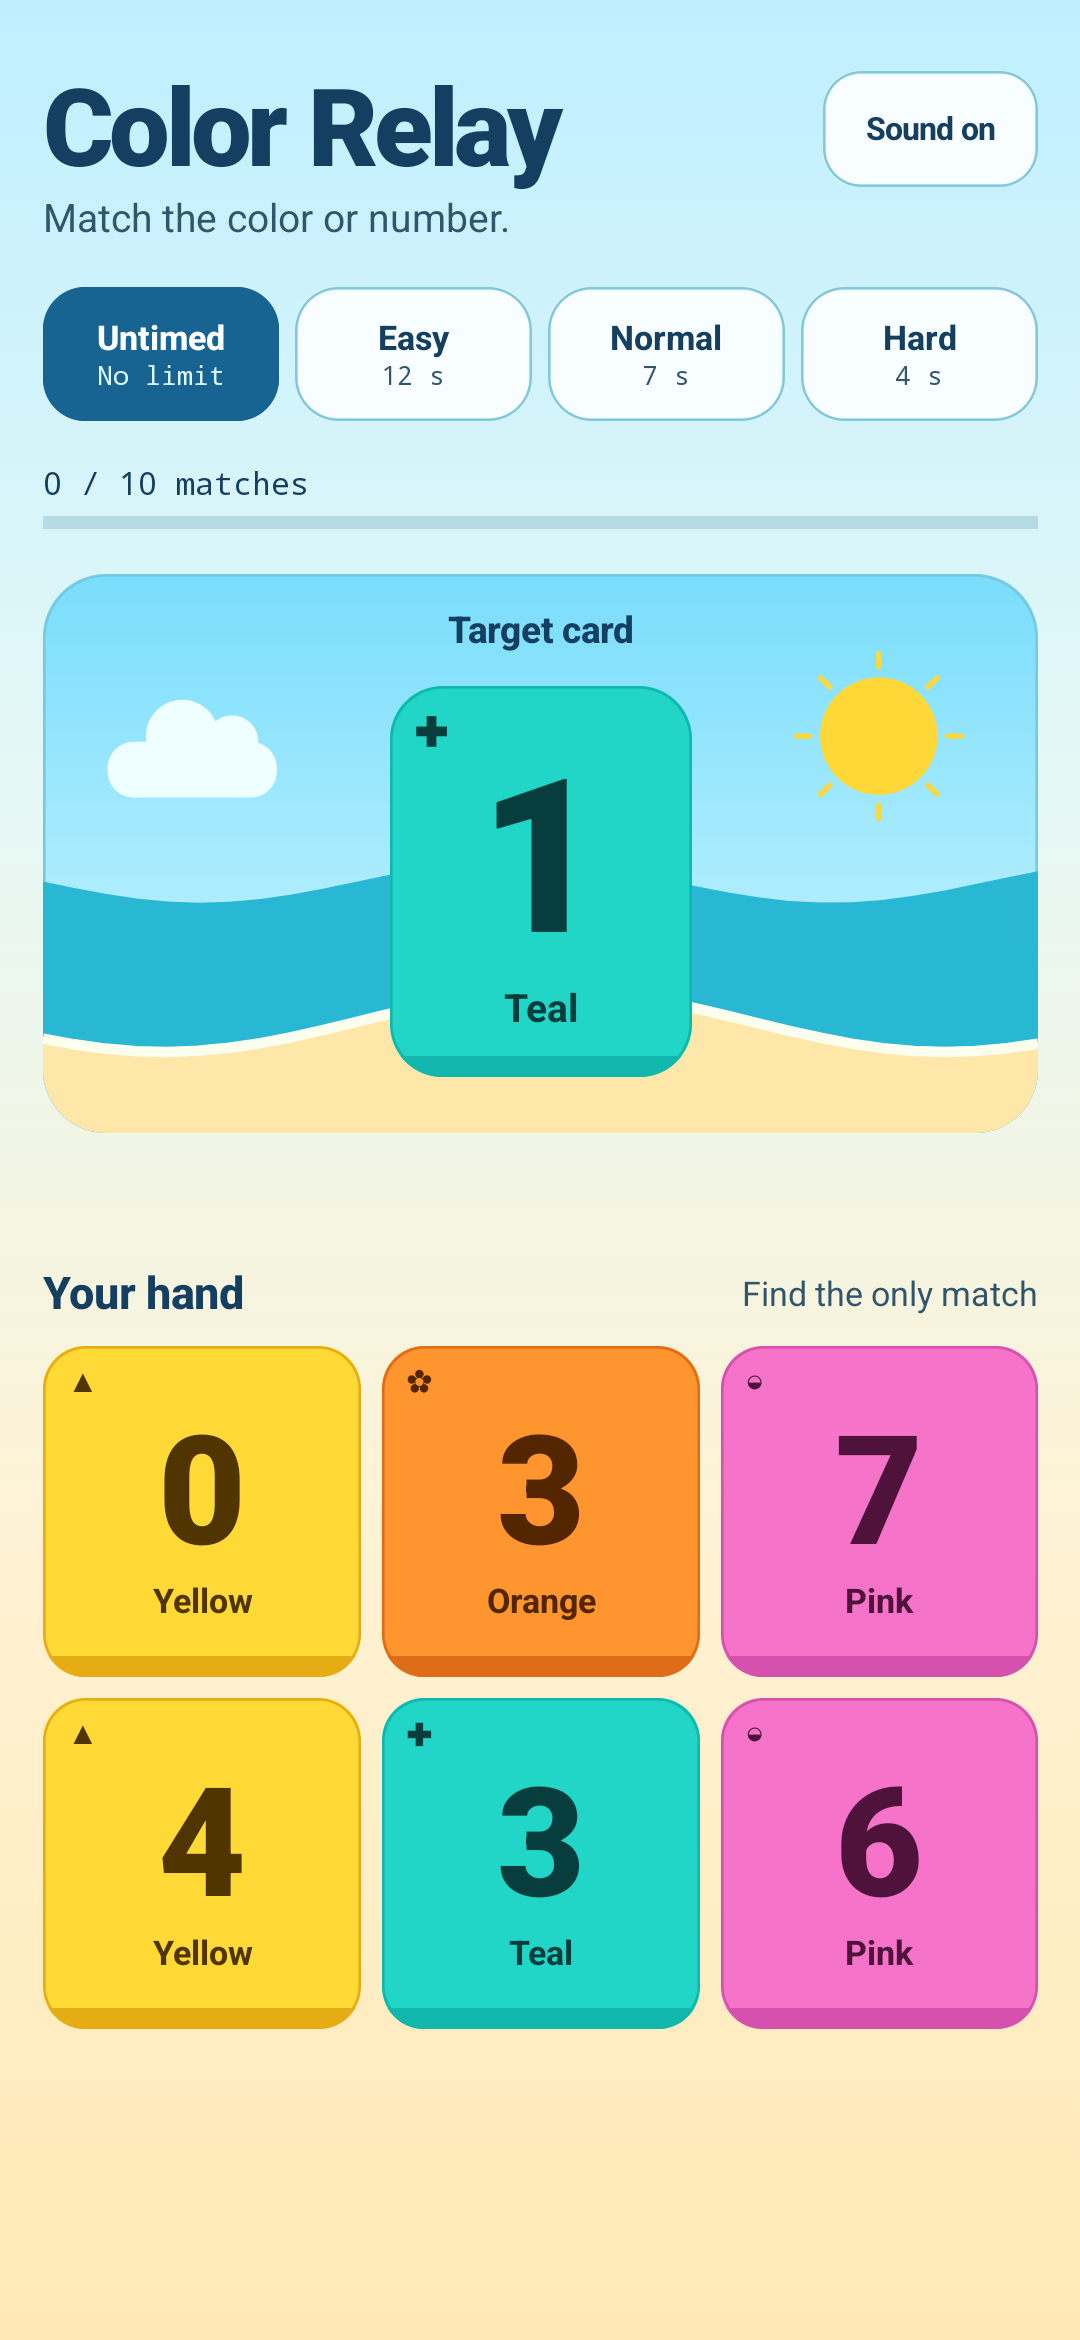 Color Relay
Sound on
Match the color or number.
Untimed
No limit
Easy
12 s
Normal
7 s
Hard
4 s
0 / 10 matches
Target card
1
Teal
Your hand
Find the only match
0
Yellow
3
Orange
7
Pink
4
Yellow
3
Teal
6
Pink